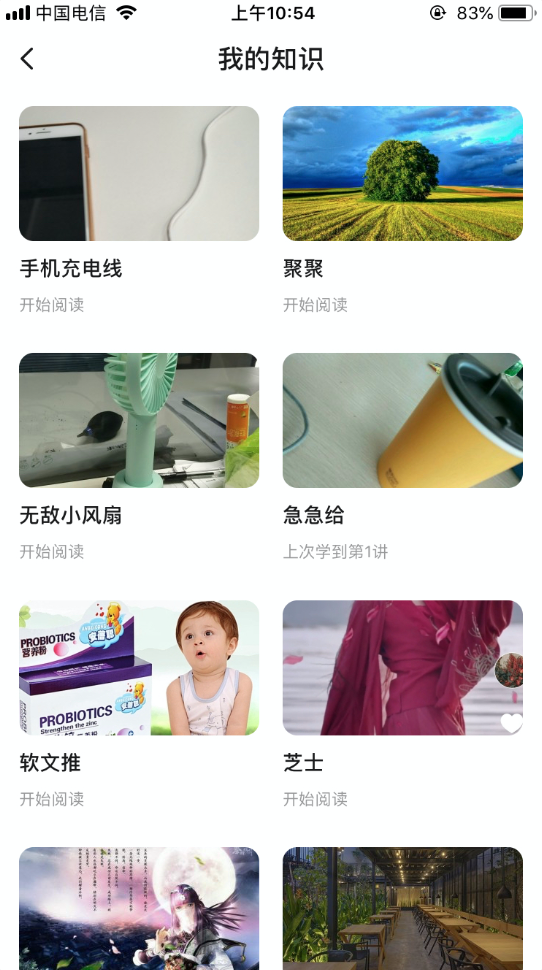 中国电信
上午10:54
83%
我的知识
手机充电线
聚聚
开始阅读
开始阅读
无敌小风扇
急急给
开始阅读
上次学到第1讲
PROBIOTICS
营养粉
PROBIOTICS
Strengthen the zinc
软文推
芝士
开始阅读
开始阅读